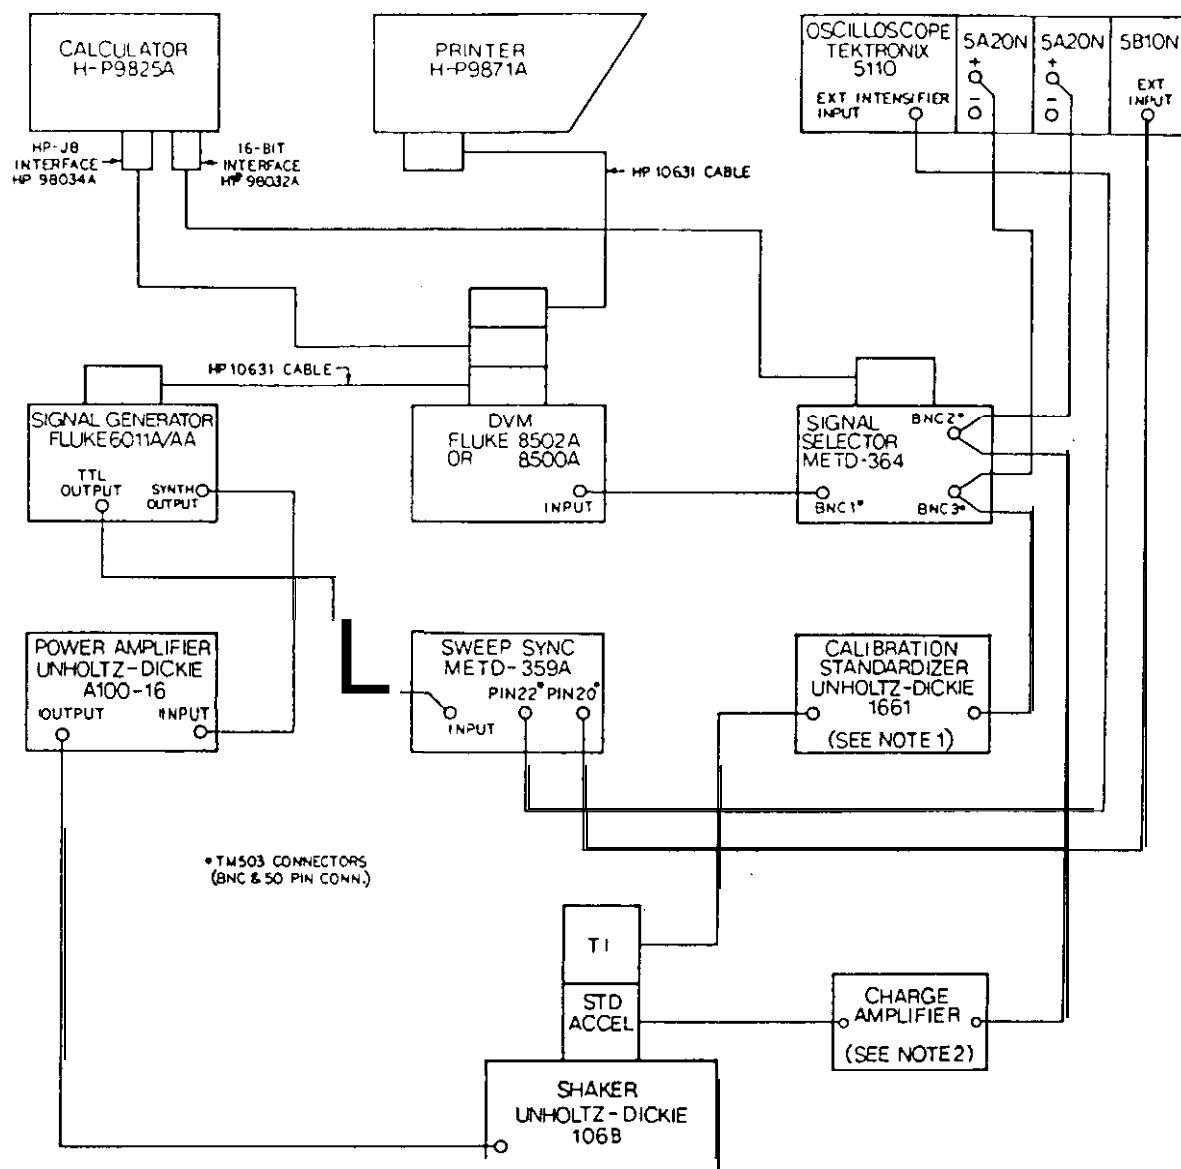 CALCULATOR
H-P9825A
PRINTER
H-P9871A
OSCILLOSCOPE
TEKTRONIX
5110
EXT INTENSIFIER
INPUT
5A20N
+
-
5A20N
+
-
5B10N
EXT
INPUT
HP-JB
INTERFACE
HP 98034A
16-BIT
INTERFACE
HP 98032A
HP 10631 CABLE
HP 10631 CABLE
SIGNAL GENERATOR
FLUKE 6011A/AA
TTL
OUTPUT
SYNTH
OUTPUT
DVM
FLUKE 8502A
OR 8500A
INPUT
SIGNAL
SELECTOR
METD-364
BNC2*
BNC1*
BNC3*
POWER AMPLIFIER
UNHOLTZ-DICKIE
A100-16
OUTPUT
INPUT
SWEEP SYNC
METD-359A
PIN22* PIN20*
INPUT
CALIBRATION
STANDARDIZER
UNHOLTZ-DICKIE
1661
(SEE NOTE 1)
* TM503 CONNECTORS
(BNC & 50 PIN CONN.)
TI
STD
ACCEL
CHARGE
AMPLIFIER
(SEE NOTE 2)
SHAKER
UNHOLTZ-DICKIE
106B